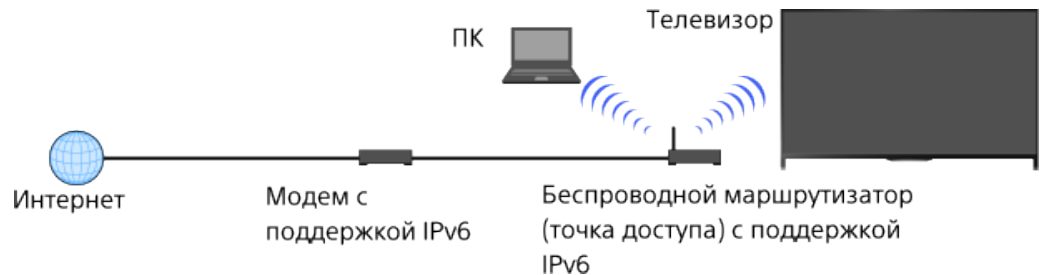 Телевизор
ПК
Интернет
Модем с
поддержкой IPv6
Беспроводной маршрутизатор
(точка доступа) с поддержкой
IPv6